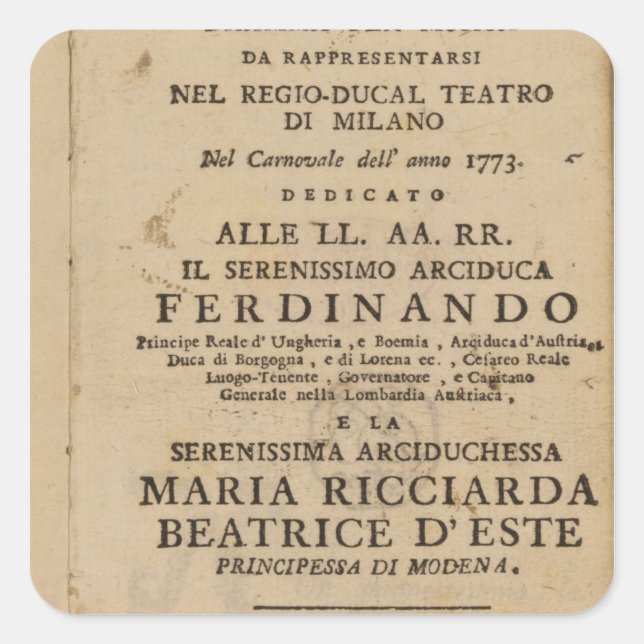 DA RAPPRESENTARSI
NEL REGIO-DUCAL TEATRO
DI MILANO
Nel Carnovale dell' anno 1773.
DEDICATO
ALLE LL. AA. RR.
IL SERENISSIMO ARCIDUCA
FERDINANDO
Principe Reale d' Ungheria, e Boemia, Arciduca d'Austria,
Duca di Borgogna, e di Lorena ec., Cesareo Reale
Luogo-Tenente, Governatore, e Capitano
Generale nella Lombardia Austriaca,
E LA
SERENISSIMA ARCIDUCHESSA
MARIA RICCIARDA
BEATRICE D'ESTE
PRINCIPESSA DI MODENA.